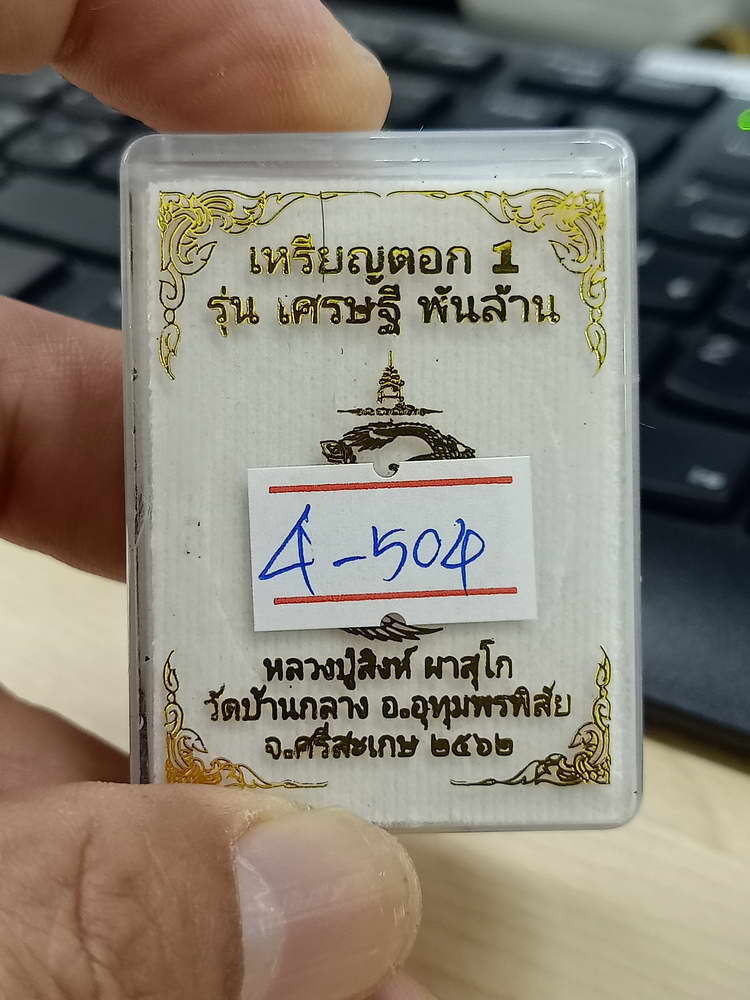 เหรียญตอก 1
รุ่น เศรษฐี พันล้าน
4-504
หลวงปู่สิงห์ ผาสุโก
วัดบ้านกลาง อ.อุทุมพรพิสัย
จ.ศรีสะเกษ ๒๕๖๒